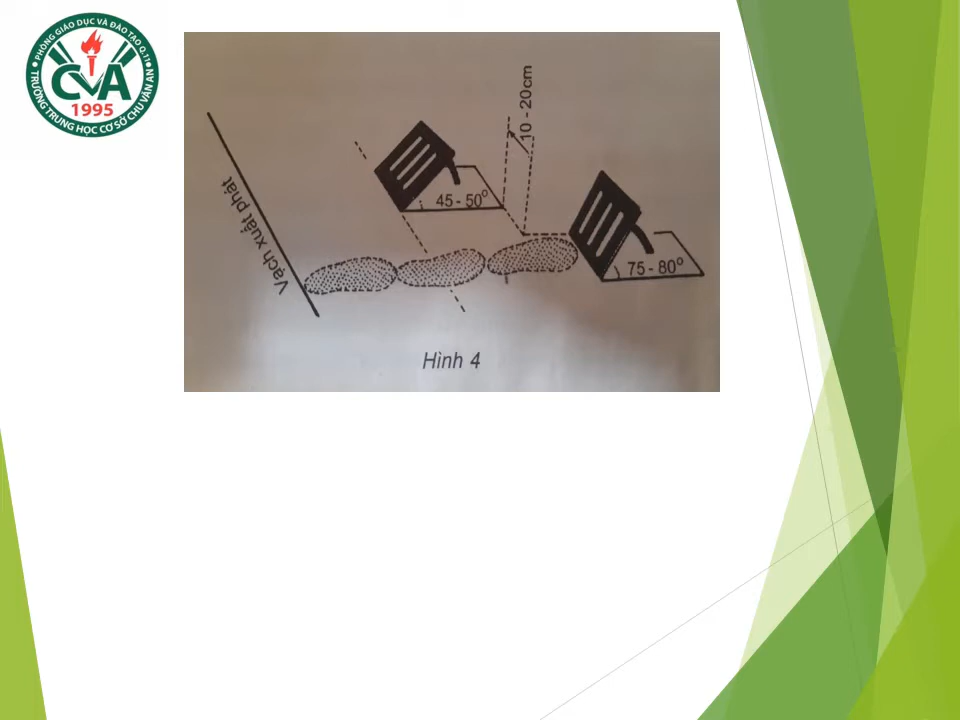 PHÒNG GIÁO DỤC VÀ ĐÀO TẠO Q.11
CVA
1995
TRƯỜNG TRUNG HỌC CƠ SỞ CHU VĂN AN
10 - 20cm
45 - 50°
Vạch xuất phát
75 - 80°
Hình 4